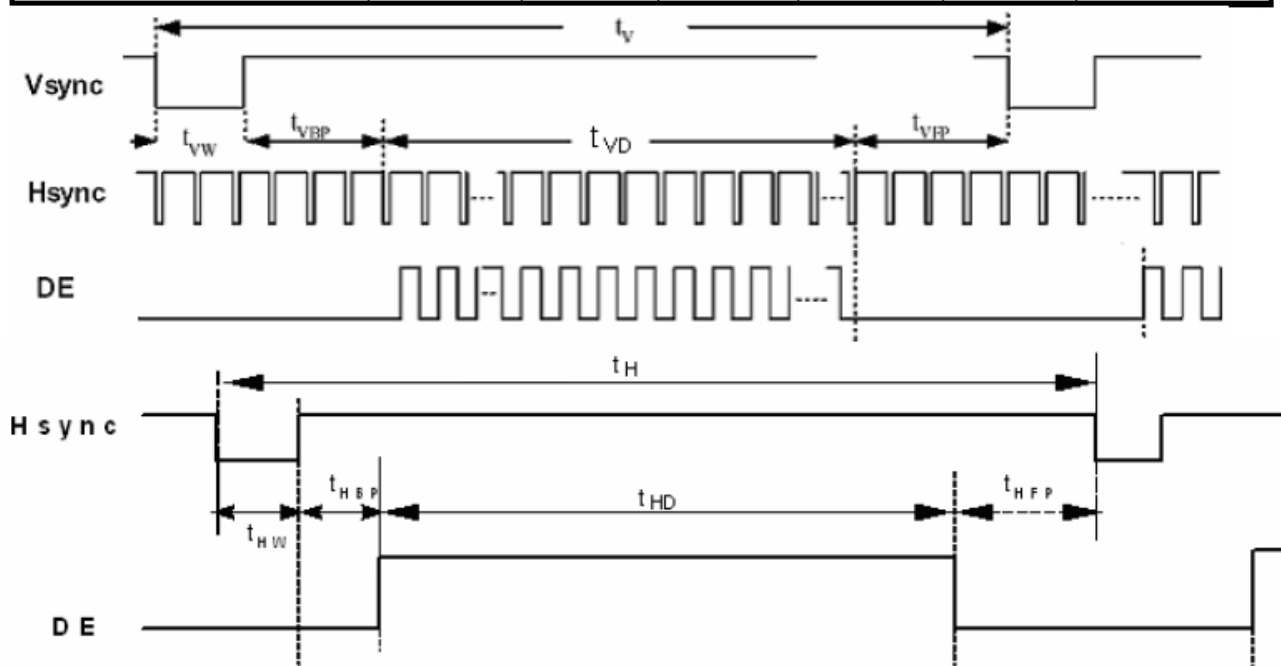 tV
Vsync
tVW tVBP tVD tVFP
Hsync
DE
tH
Hsync
tHW tHBP tHD tHFP
DE